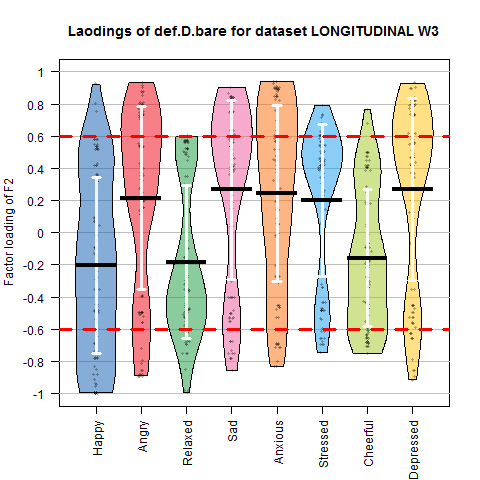 Laodings of def.D.bare for dataset LONGITUDINAL W3
Factor loading of F2
1
0.8
0.6
0.4
0.2
0
-0.2
-0.4
-0.6
-0.8
-1
Happy
Angry
Relaxed
Sad
Anxious
Stressed
Cheerful
Depressed